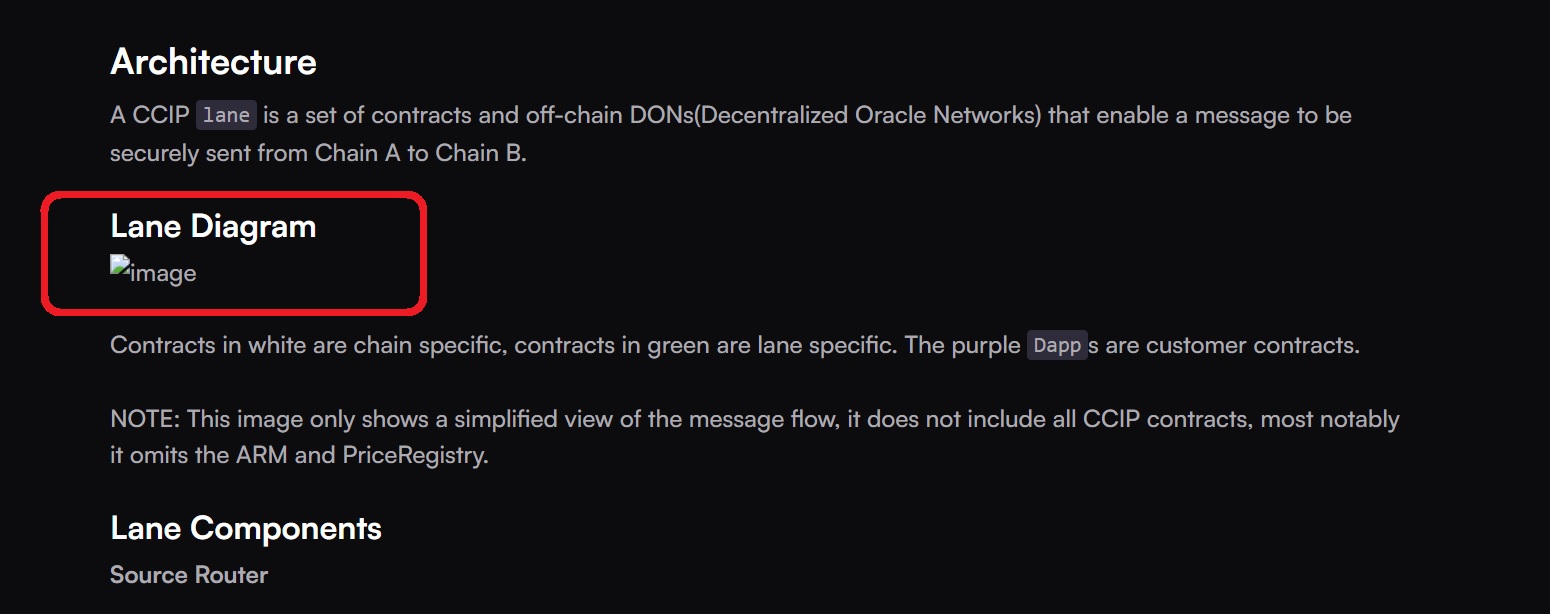 Architecture
A CCIP lane is a set of contracts and off-chain DONs(Decentralized Oracle Networks) that enable a message to be
securely sent from Chain A to Chain B.
Lane Diagram
image
Contracts in white are chain specific, contracts in green are lane specific. The purple Dapps are customer contracts.
NOTE: This image only shows a simplified view of the message flow, it does not include all CCIP contracts, most notably
it omits the ARM and PriceRegistry.
Lane Components
Source Router